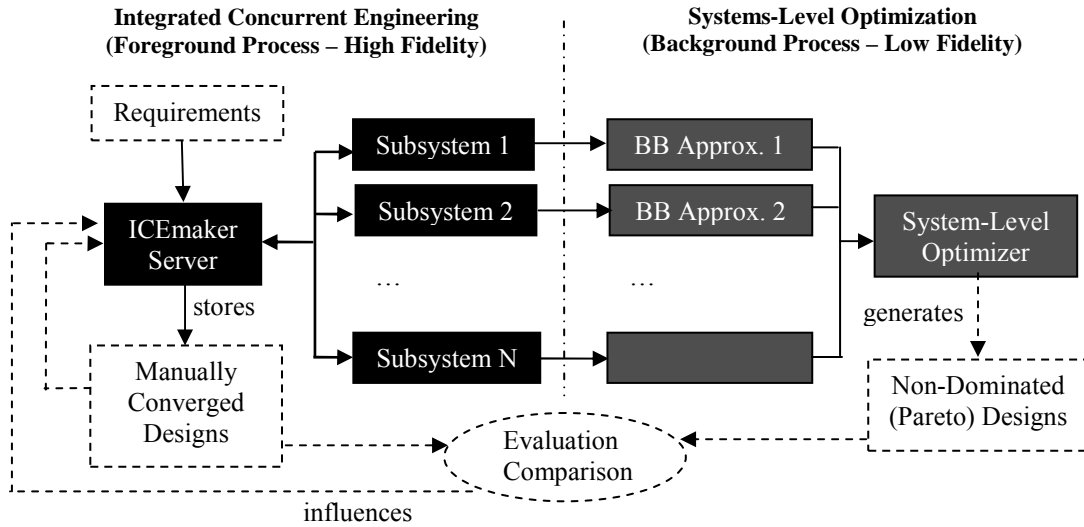 Integrated Concurrent Engineering
(Foreground Process – High Fidelity)
Systems-Level Optimization
(Background Process – Low Fidelity)
Requirements
Subsystem 1
BB Approx. 1
Subsystem 2
BB Approx. 2
ICEmaker
Server
System-Level
Optimizer
...
...
stores
generates
Subsystem N
Manually
Converged
Designs
Non-Dominated
(Pareto) Designs
Evaluation
Comparison
influences